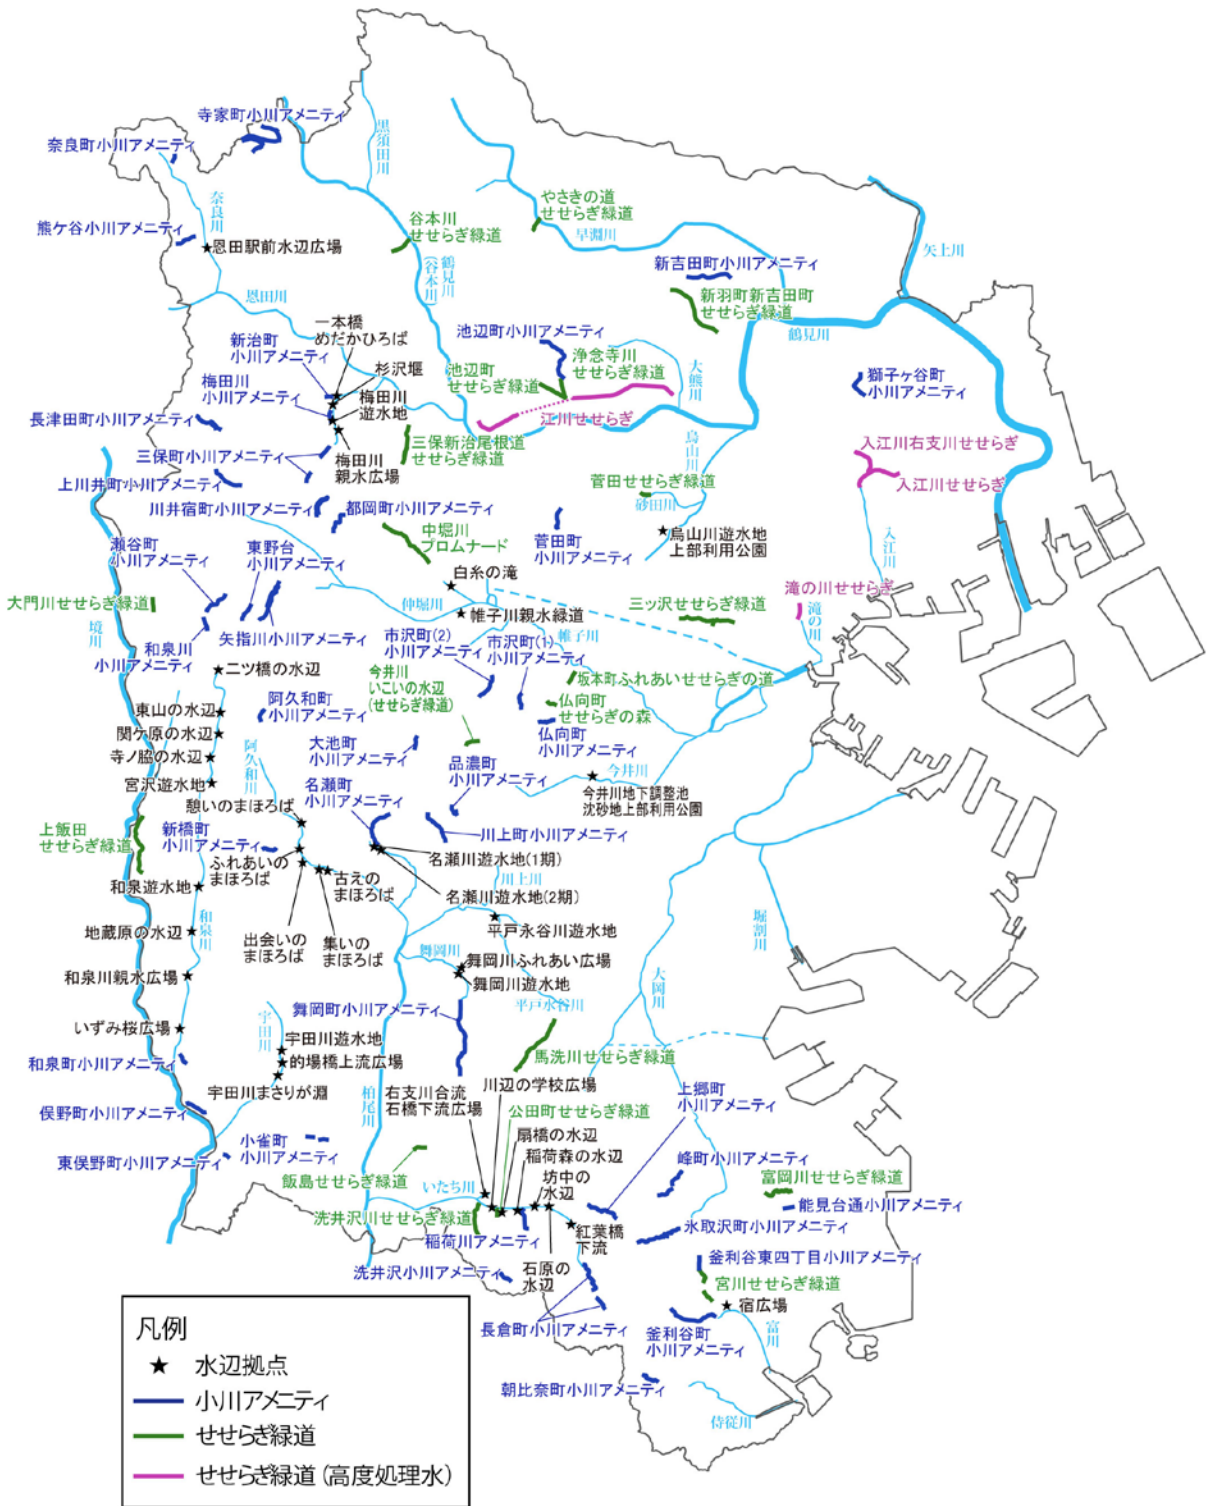 寺家町小川アメニティ
奈良町小川アメニティ
黒須田川
奈良川
熊ケ谷小川アメニティ
恩田駅前水辺広場
谷本川
せせらぎ緑道
やさきの道
せせらぎ緑道
早淵川
矢上川
新吉田町小川アメニティ
鶴見川
(谷本川)
恩田川
新羽町新吉田町
せせらぎ緑道
鶴見川
一本橋
めだかひろば
新治町
小川アメニティ
杉沢堰
池辺町小川アメニティ
浄念寺川
せせらぎ緑道
池辺町
せせらぎ緑道
大熊川
獅子ヶ谷町
小川アメニティ
梅田川
小川アメニティ
梅田川
遊水地
長津田町小川アメニティ
江川せせらぎ
三保新治尾根道
せせらぎ緑道
鳥山川
入江川右支川せせらぎ
三保町小川アメニティ
梅田川
親水広場
入江川せせらぎ
上川井町小川アメニティ
菅田せせらぎ緑道
砂田川
川井宿町小川アメニティ
都岡町小川アメニティ
中堀川
プロムナード
菅田町
小川アメニティ
鳥山川遊水地
上部利用公園
入江川
瀬谷町
小川アメニティ
東野台
小川アメニティ
白糸の滝
滝の川せせらぎ
大門川せせらぎ緑道
仲堀川
帷子川親水緑道
三ッ沢せせらぎ緑道
滝の川
境川
和泉川
小川アメニティ
矢指川小川アメニティ
市沢町(2)
小川アメニティ
市沢町(1)
小川アメニティ
帷子川
二ツ橋の水辺
今井川
いこいの水辺
(せせらぎ緑道)
坂本町ふれあいせせらぎの道
東山の水辺
阿久和町
小川アメニティ
仏向町
せせらぎの森
関ケ原の水辺
仏向町
小川アメニティ
寺ノ脇の水辺
阿久和川
大池町
小川アメニティ
品濃町
小川アメニティ
今井川
宮沢遊水地
名瀬町
小川アメニティ
今井川地下調整池
沈砂地上部利用公園
憩いのまほろば
上飯田
せせらぎ緑道
新橋町
小川アメニティ
川上町小川アメニティ
ふれあいの
まほろば
名瀬川遊水地(1期)
古えの
まほろば
川上川
和泉遊水地
名瀬川遊水地(2期)
和泉川
地蔵原の水辺
出会いの
まほろば
集いの
まほろば
平戸永谷川遊水地
堀割川
舞岡川
舞岡川ふれあい広場
和泉川親水広場
舞岡川遊水地
大岡川
舞岡町小川アメニティ
平戸永谷川
いずみ桜広場
宇田川
宇田川遊水地
和泉町小川アメニティ
的場橋上流広場
馬洗川せせらぎ緑道
宇田川まさりが淵
柏尾川
右支川合流
石橋下流広場
川辺の学校広場
上郷町
小川アメニティ
俣野町小川アメニティ
公田町せせらぎ緑道
扇橋の水辺
小雀町
小川アメニティ
稲荷森の水辺
東俣野町小川アメニティ
飯島せせらぎ緑道
坊中の
水辺
峰町小川アメニティ
富岡川せせらぎ緑道
いたち川
能見台通小川アメニティ
洗井沢川せせらぎ緑道
紅葉橋
下流
氷取沢町小川アメニティ
稲荷川アメニティ
洗井沢小川アメニティ
石原の
水辺
釜利谷東四丁目小川アメニティ
宮川せせらぎ緑道
宿広場
長倉町小川アメニティ
釜利谷町
小川アメニティ
富川
朝比奈町小川アメニティ
侍従川
凡例
水辺拠点
小川アメニティ
せせらぎ緑道
せせらぎ緑道(高度処理水)